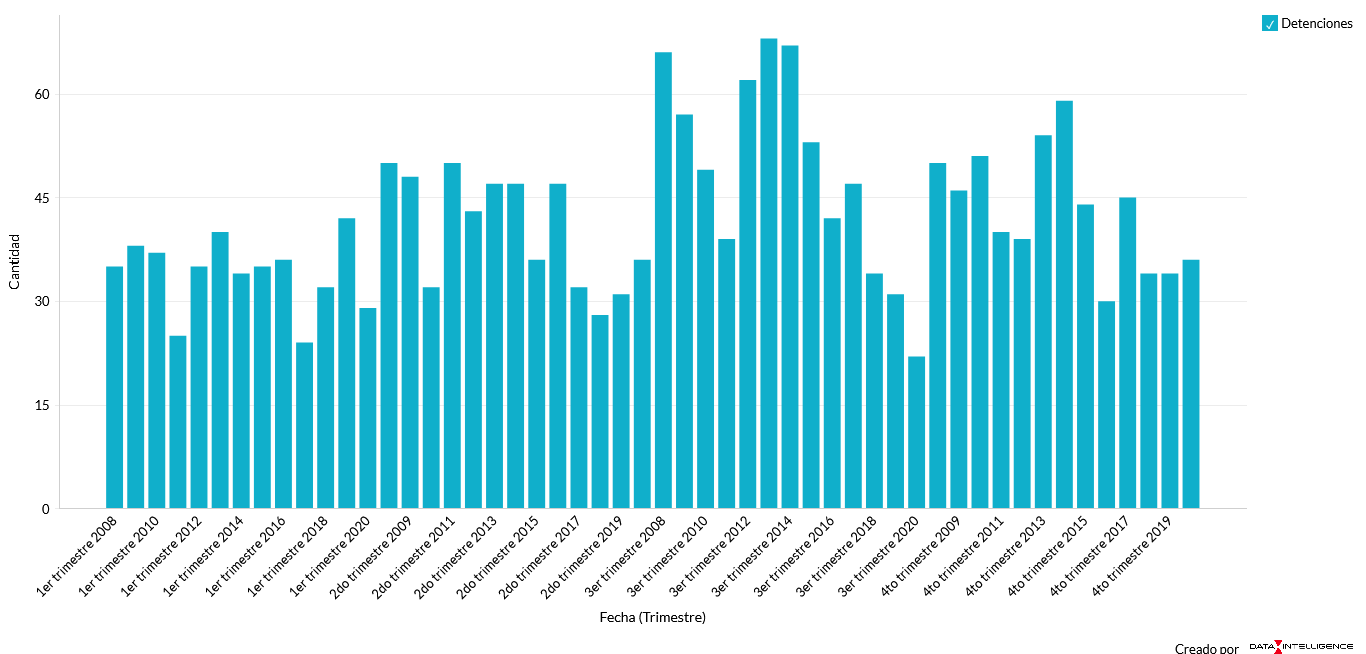 Detenciones
Cantidad
60
45
30
15
0
1er trimestre 2008
1er trimestre 2010
1er trimestre 2012
1er trimestre 2014
1er trimestre 2016
1er trimestre 2018
1er trimestre 2020
2do trimestre 2009
2do trimestre 2011
2do trimestre 2013
2do trimestre 2015
2do trimestre 2017
2do trimestre 2019
3er trimestre 2008
3er trimestre 2010
3er trimestre 2012
3er trimestre 2014
3er trimestre 2016
3er trimestre 2018
3er trimestre 2020
4to trimestre 2009
4to trimestre 2011
4to trimestre 2013
4to trimestre 2015
4to trimestre 2017
4to trimestre 2019
Fecha (Trimestre)
Creado por DATA INTELLIGENCE